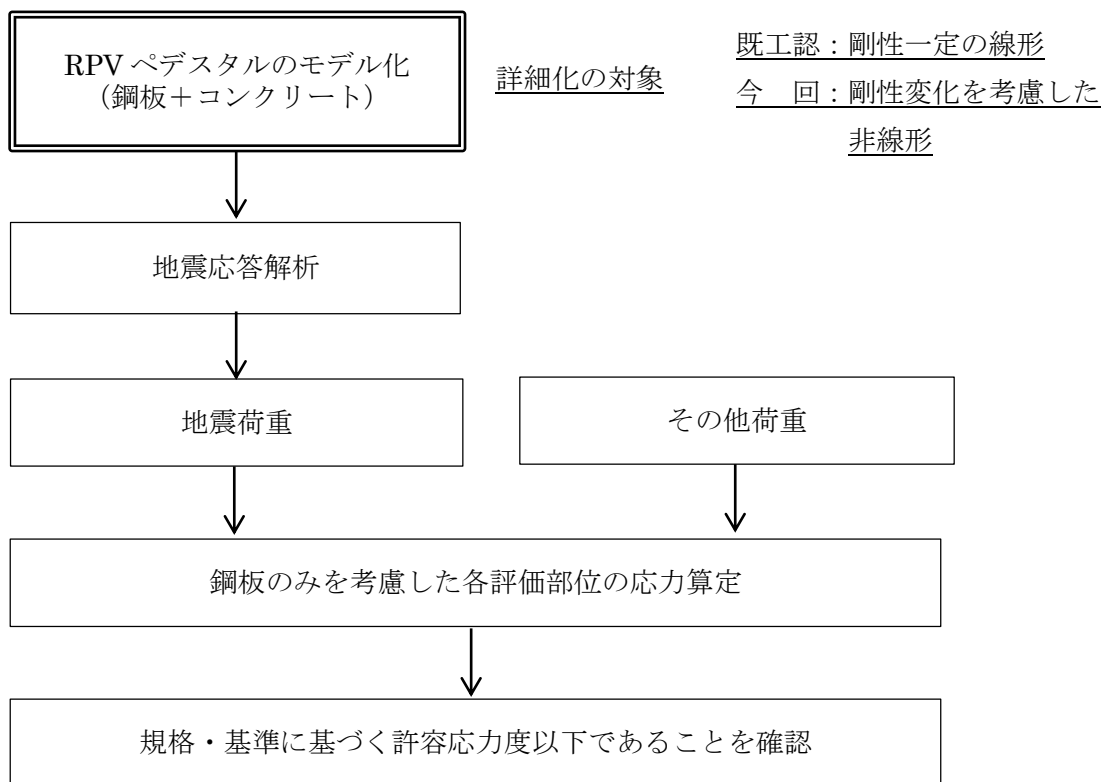 RPV ペデスタルのモデル化
（鋼板＋コンクリート）
詳細化の対象
既工認：剛性一定の線形
今　回：剛性変化を考慮した
非線形
地震応答解析
地震荷重
その他荷重
鋼板のみを考慮した各評価部位の応力算定
規格・基準に基づく許容応力度以下であることを確認